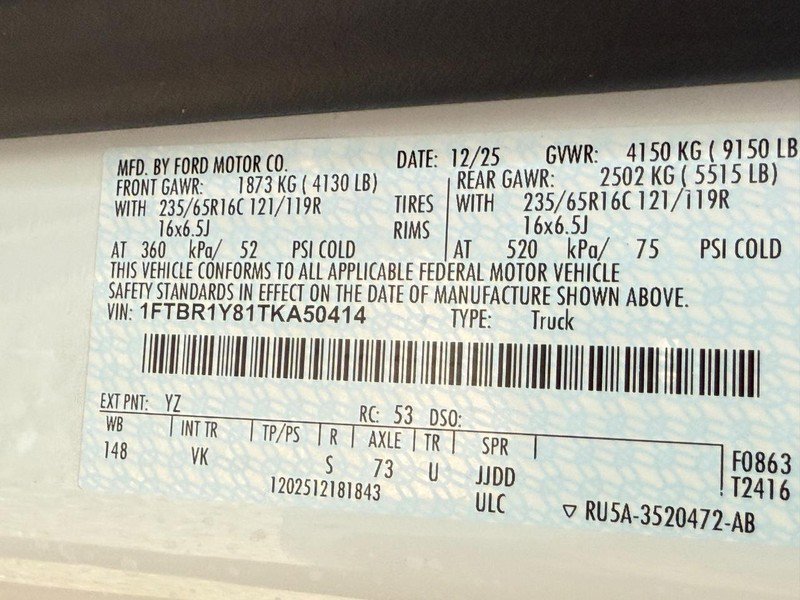 MFD. BY FORD MOTOR CO. DATE: 12/25 GVWR: 4150 KG ( 9150 LB
FRONT GAWR: 1873 KG ( 4130 LB) REAR GAWR: 2502 KG ( 5515 LB)
WITH 235/65R16C 121/119R TIRES WITH 235/65R16C 121/119R
16x6.5J RIMS 16x6.5J
AT 360 kPa/ 52 PSI COLD AT 520 kPa/ 75 PSI COLD
THIS VEHICLE CONFORMS TO ALL APPLICABLE FEDERAL MOTOR VEHICLE
SAFETY STANDARDS IN EFFECT ON THE DATE OF MANUFACTURE SHOWN ABOVE.
VIN: 1FTBR1Y81TKA50414 TYPE: Truck
EXT PNT: YZ RC: 53 DSO:
WB INT TR TP/PS R AXLE TR SPR
148 VK S 73 U JJDD F0863
1202512181843 ULC T2416
RU5A-3520472-AB